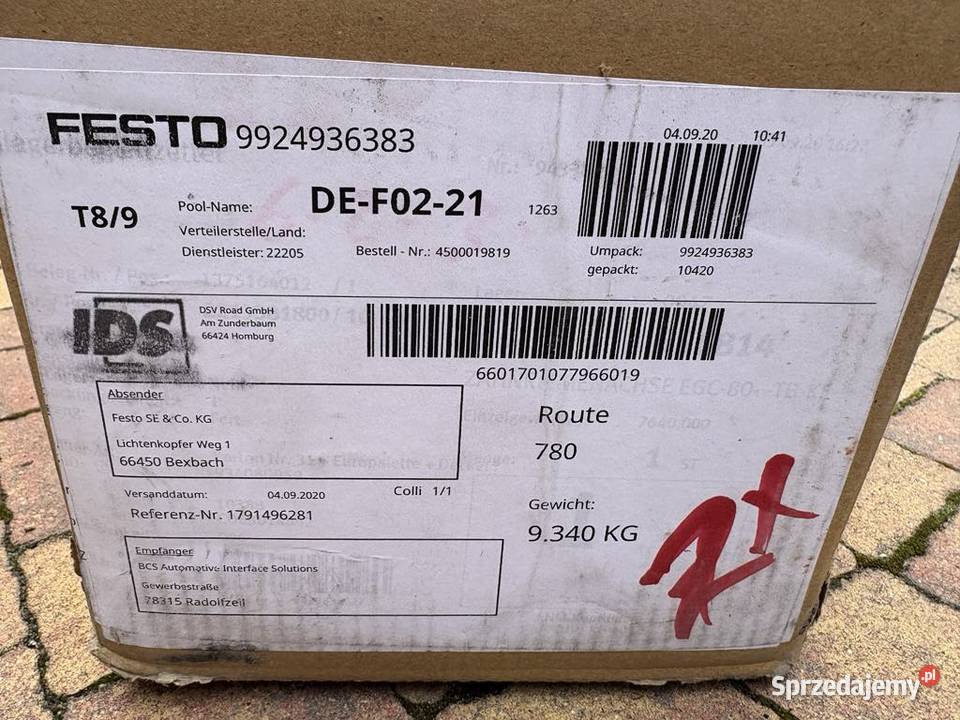 FESTO 9924936383
04.09.20 10:41
T8/9
Pool-Name: DE-F02-21 1263
Verteilerstelle/Land:
Dienstleister: 22205 Bestell - Nr.: 4500019819
Umpack: 9924936383
gepackt: 10420
IDS
DSV Road GmbH
Am Zunderbaum
66424 Homburg
6601701077966019
Absender
Festo SE & Co. KG
Lichtenkopfer Weg 1
66450 Bexbach
Route
780
Versanddatum: 04.09.2020 Colli 1/1
Referenz-Nr. 1791496281
Gewicht:
9.340 KG
Empfänger
BCS Automotive Interface Solutions
Gewerbestraße
78315 Radolfzell
2x
Sprzedajemy.pl